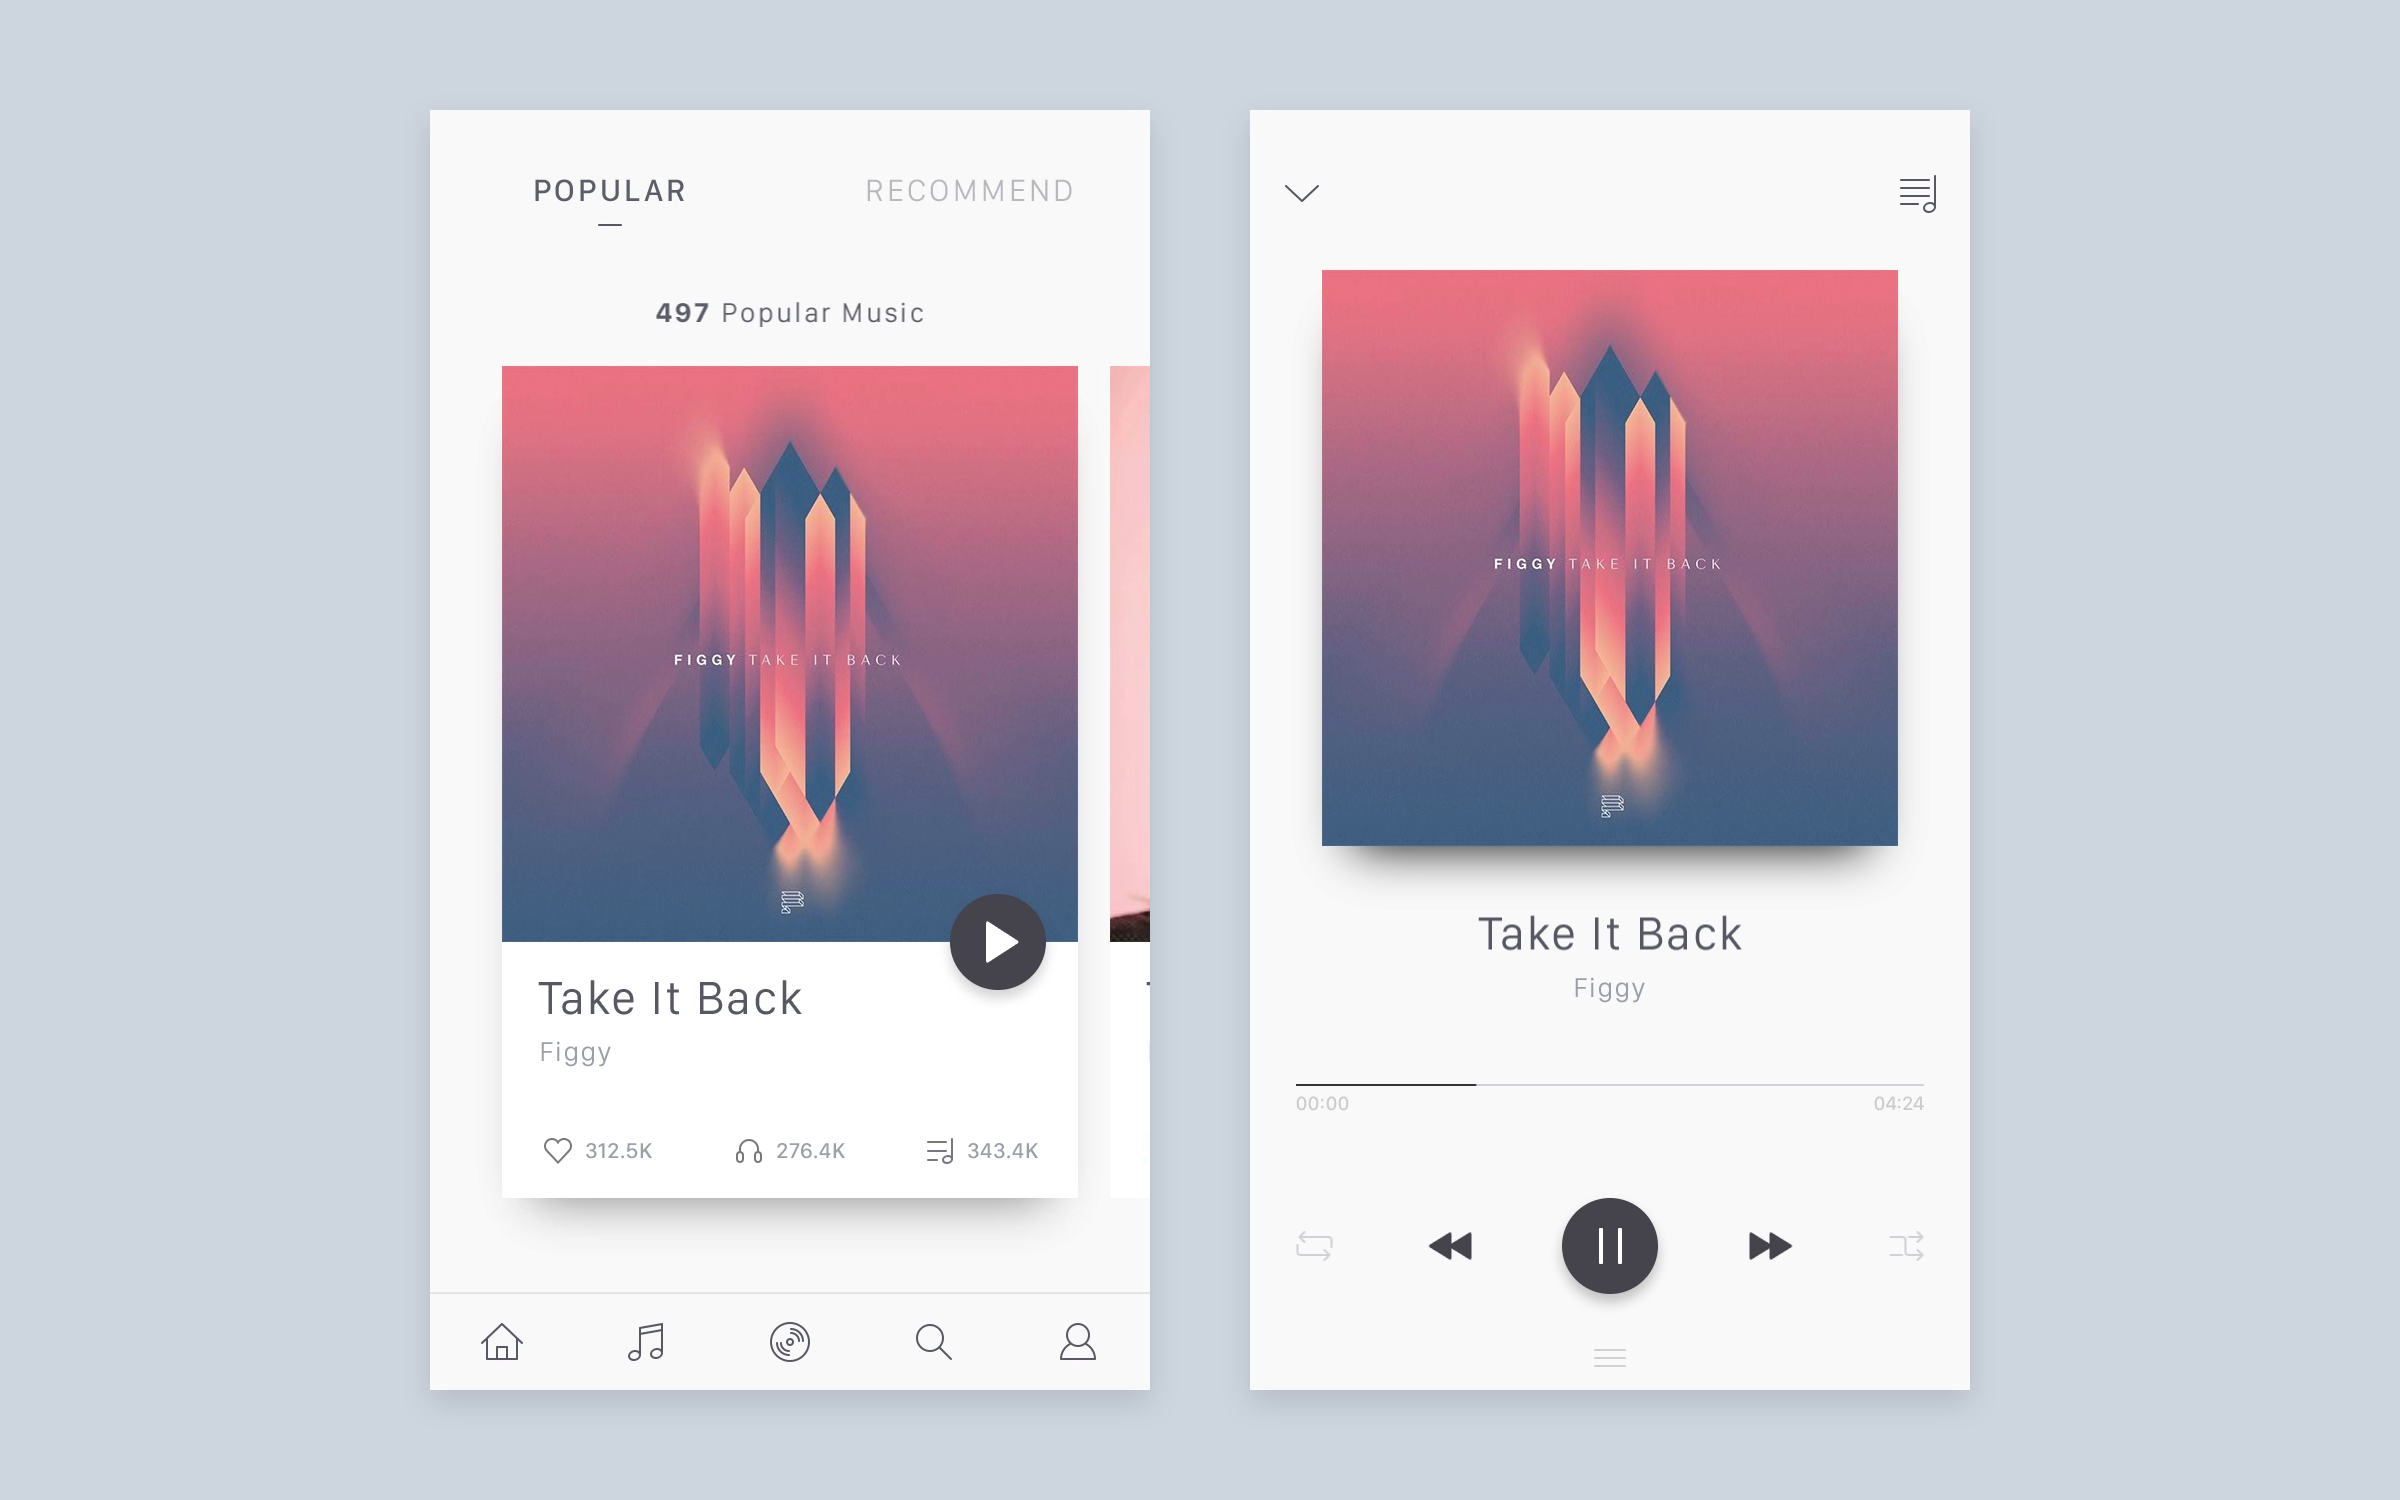 POPULAR
RECOMMEND
497 Popular Music
FIGGY TAKE IT BACK
Take It Back
Figgy
312.5K
276.4K
343.4K
FIGGY TAKE IT BACK
Take It Back
Figgy
00:00
04:24